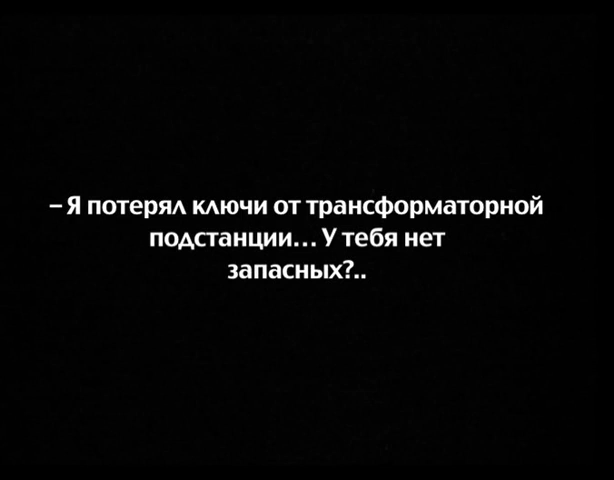 – Я потерял ключи от трансформаторной
подстанции... У тебя нет
запасных?..